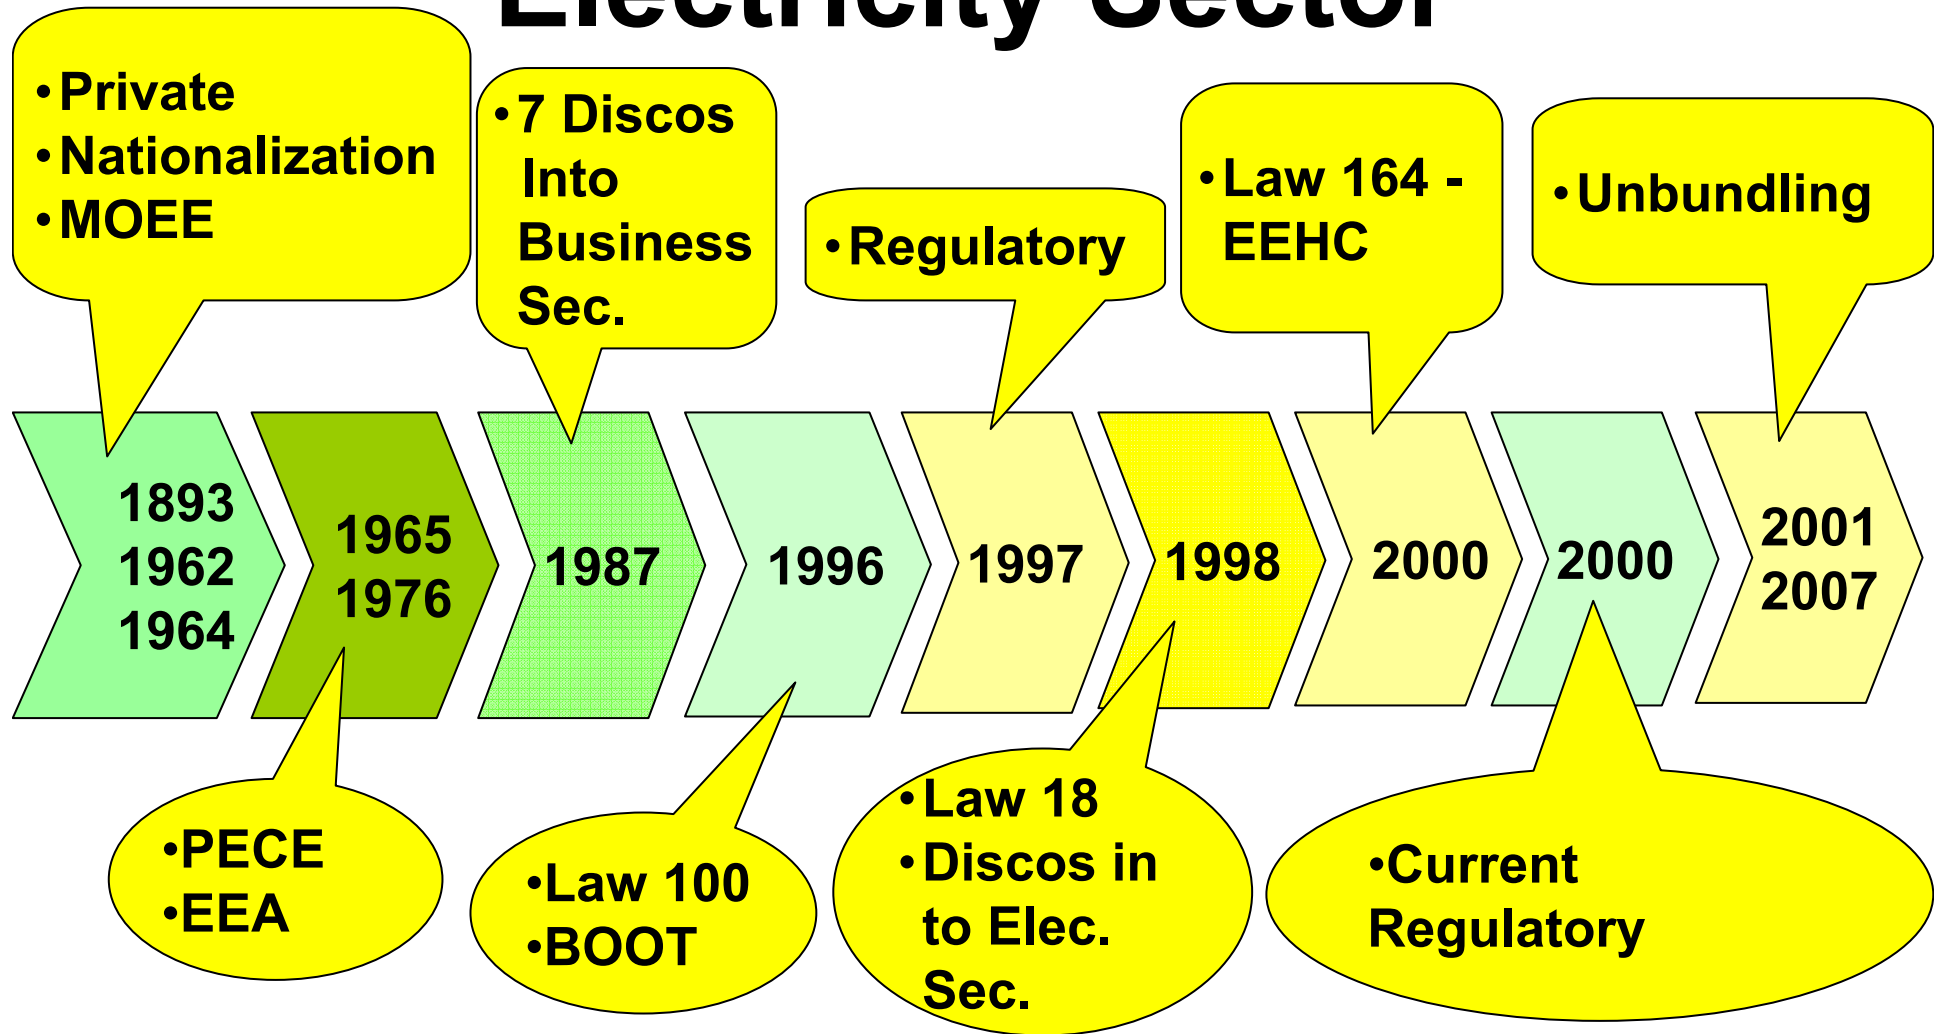 Electricity Sector
•Private
•Nationalization
•MOEE
•7 Discos
Into
Business
Sec.
•Regulatory
•Law 164 -
EEHC
•Unbundling
1893
1962
1964
1965
1976
1987
1996
1997
1998
2000
2000
2001
2007
•PECE
•EEA
•Law 100
•BOOT
•Law 18
•Discos in
to Elec.
Sec.
•Current
Regulatory